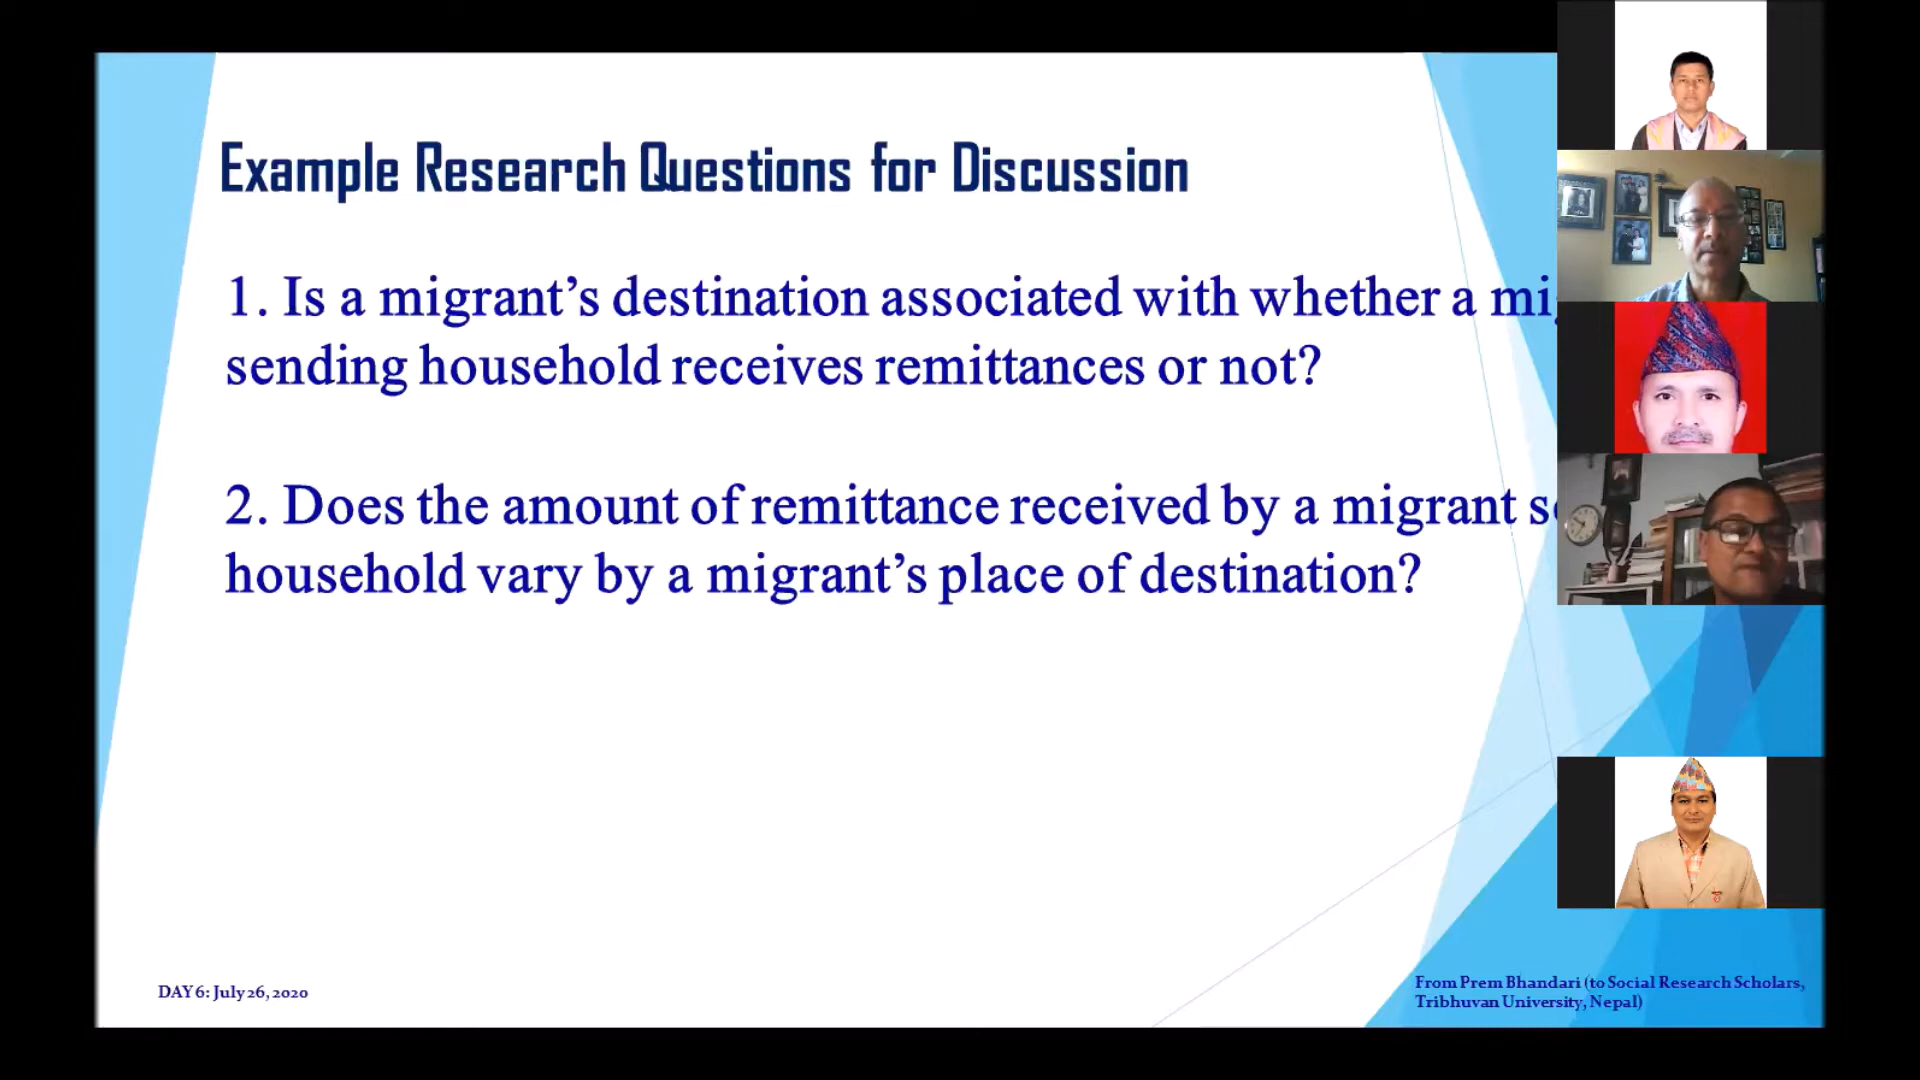 Example Research Questions for Discussion
1. Is a migrant’s destination associated with whether a
sending household receives remittances or not?
2. Does the amount of remittance received by a migrant
household vary by a migrant’s place of destination?
DAY 6: July 26, 2020
From Prem Bhandari (to Social Research Scholars,
Tribhuvan University, Nepal)